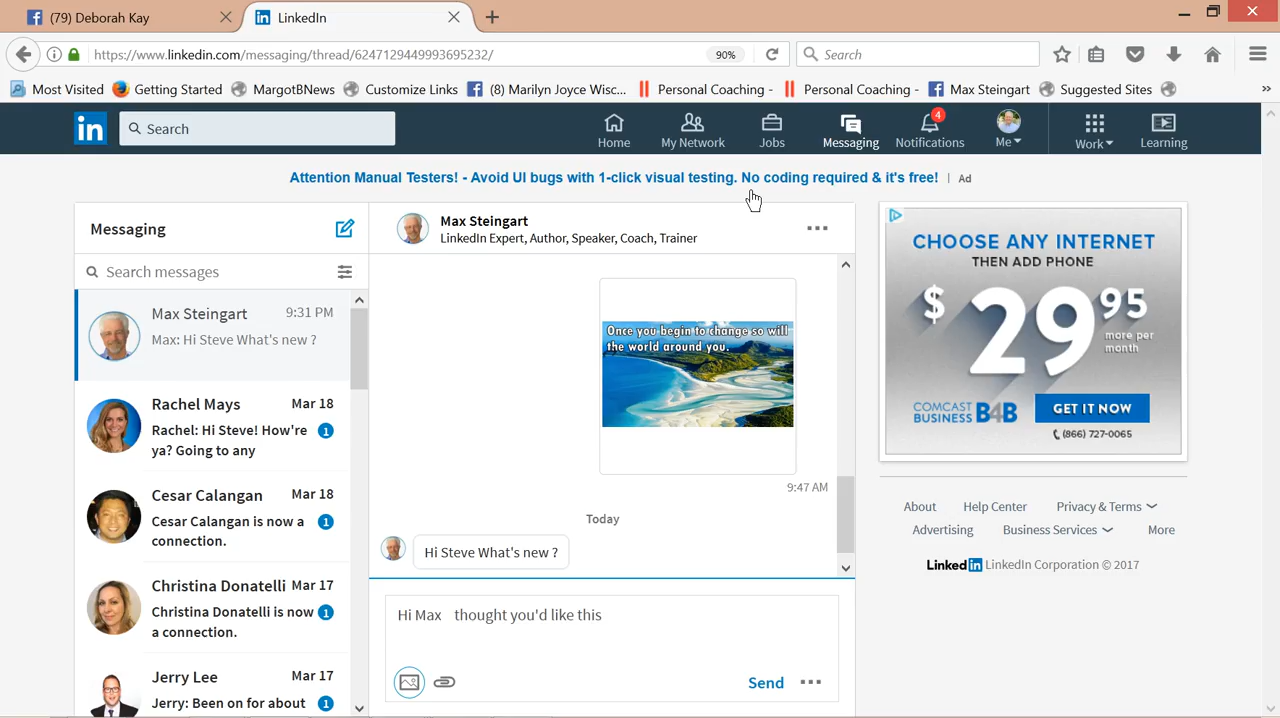 (79) Deborah Kay
LinkedIn
https://www.linkedin.com/messaging/thread/6247129449993695232/
90%
Search
Most Visited
Getting Started
MargotBNews
Customize Links
(8) Marilyn Joyce Wisc...
Personal Coaching -
Personal Coaching -
Max Steingart
Suggested Sites
»
in
Search
Home
My Network
Jobs
Messaging
4
Notifications
Me
Work
Learning
Attention Manual Testers! - Avoid UI bugs with 1-click visual testing. No coding required & it's free! | Ad
Messaging
Search messages
Max Steingart 9:31 PM
Max: Hi Steve What's new ?
Rachel Mays Mar 18
Rachel: Hi Steve! How're
ya? Going to any
1
Cesar Calangan Mar 18
Cesar Calangan is now a
connection.
1
Christina Donatelli Mar 17
Christina Donatelli is now
a connection.
1
Jerry Lee Mar 17
Jerry: Been on for about
1
Max Steingart
LinkedIn Expert, Author, Speaker, Coach, Trainer
Once you begin to change so will
the world around you.
9:47 AM
Today
Hi Steve What's new ?
Hi Max thought you'd like this
Send
CHOOSE ANY INTERNET
THEN ADD PHONE
$29.95
more per
month
COMCAST
BUSINESS B4B
GET IT NOW
(866) 727-0065
About
Help Center
Privacy & Terms
Advertising
Business Services
More
LinkedIn LinkedIn Corporation © 2017